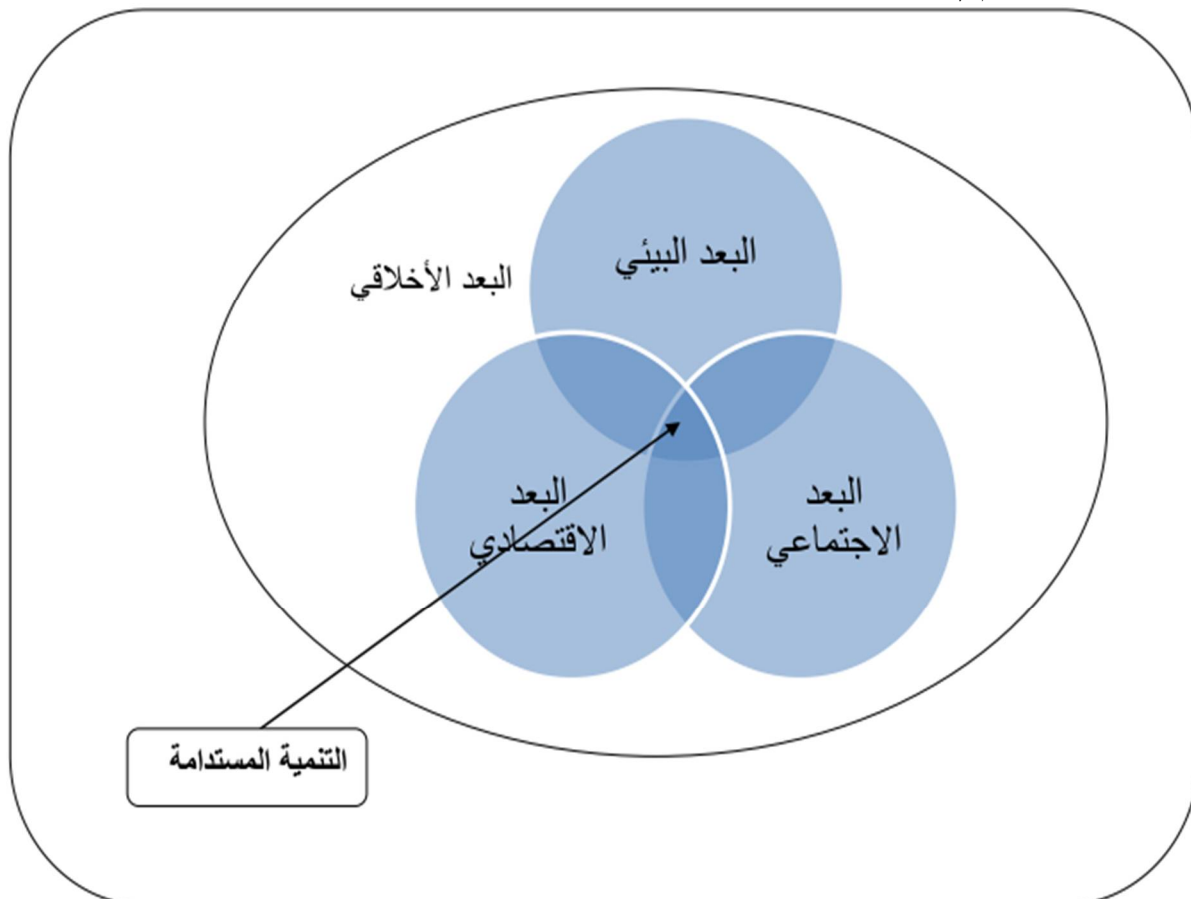 البعد البيئي
البعد الأخلاقي
البعد
الاجتماعي
البعد
الاقتصادي
التنمية المستدامة